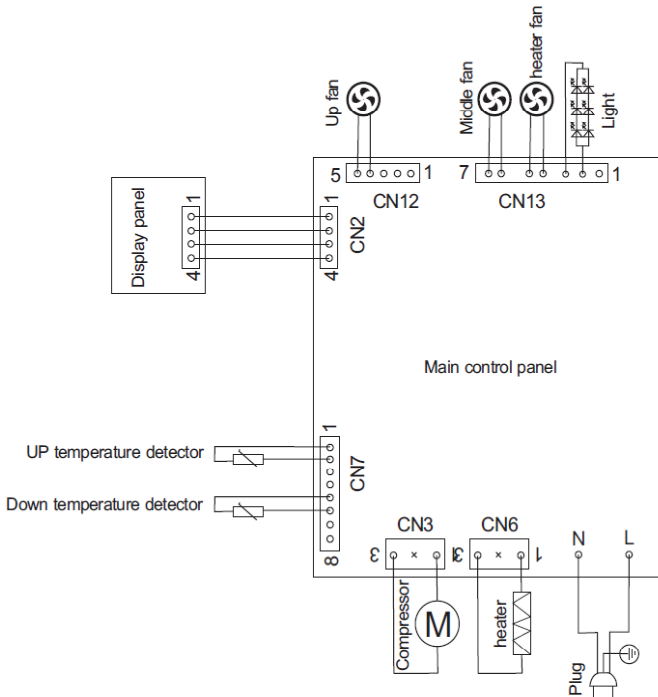 Up fan
Middle fan
heater fan
Light
5
1
7
1
CN12
CN13
Display panel
1
4
1
4
CN2
Main control panel
UP temperature detector
Down temperature detector
1
8
CN7
CN3
CN6
3
1
3
1
N
L
Compressor
M
heater
Plug